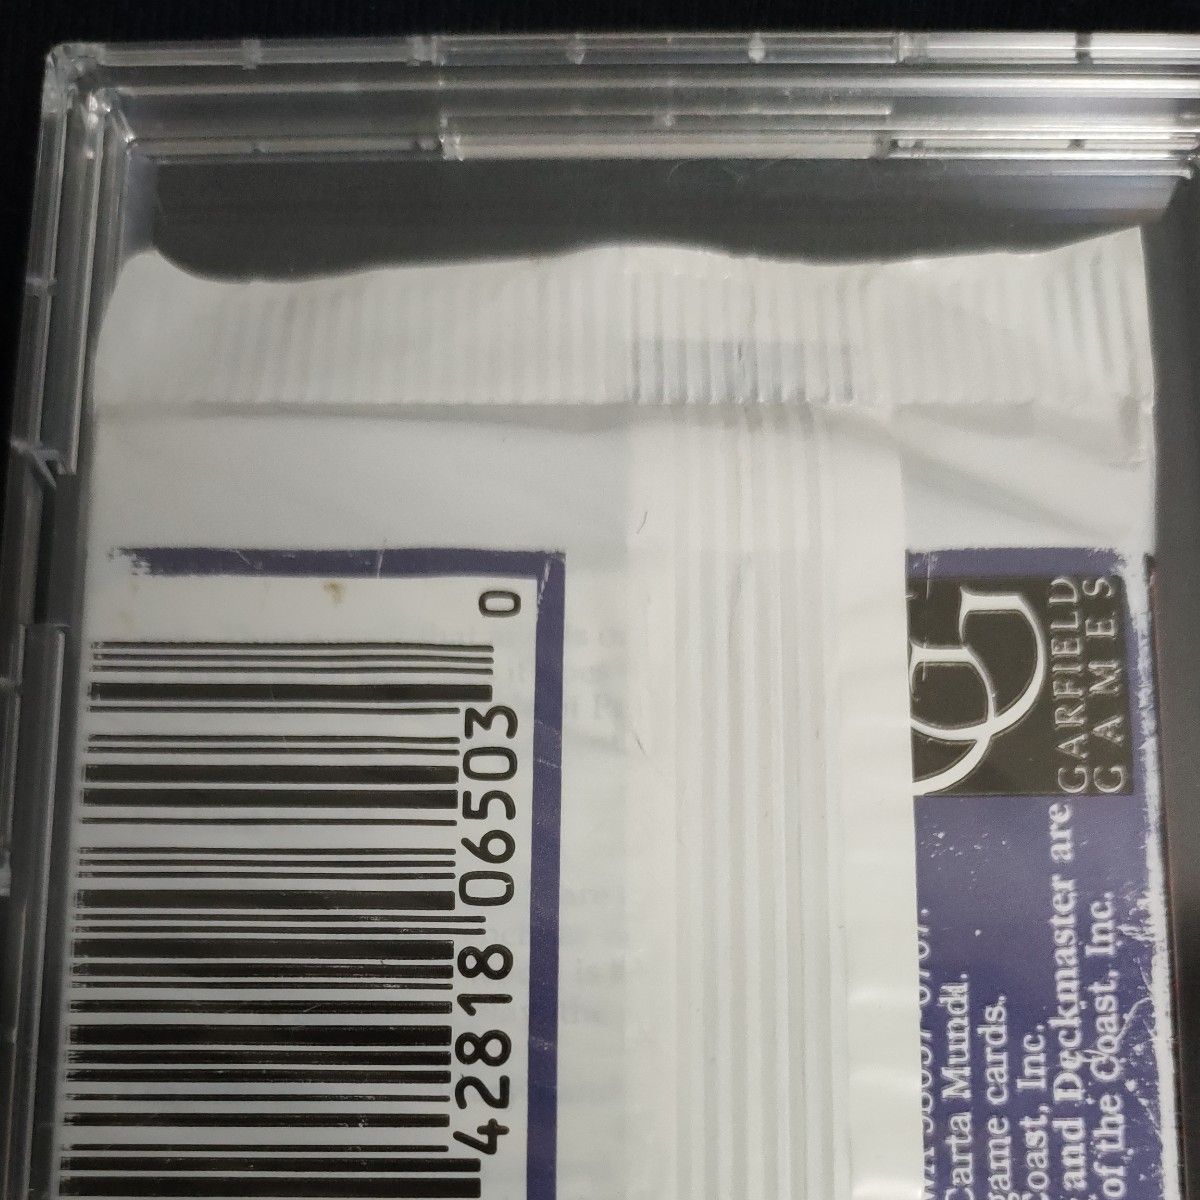 42818 06503 0
GARFIELD
GAMES
Carta Mundi.
game cards.
oast, Inc.
and Deckmaster are
of the Coast, Inc.